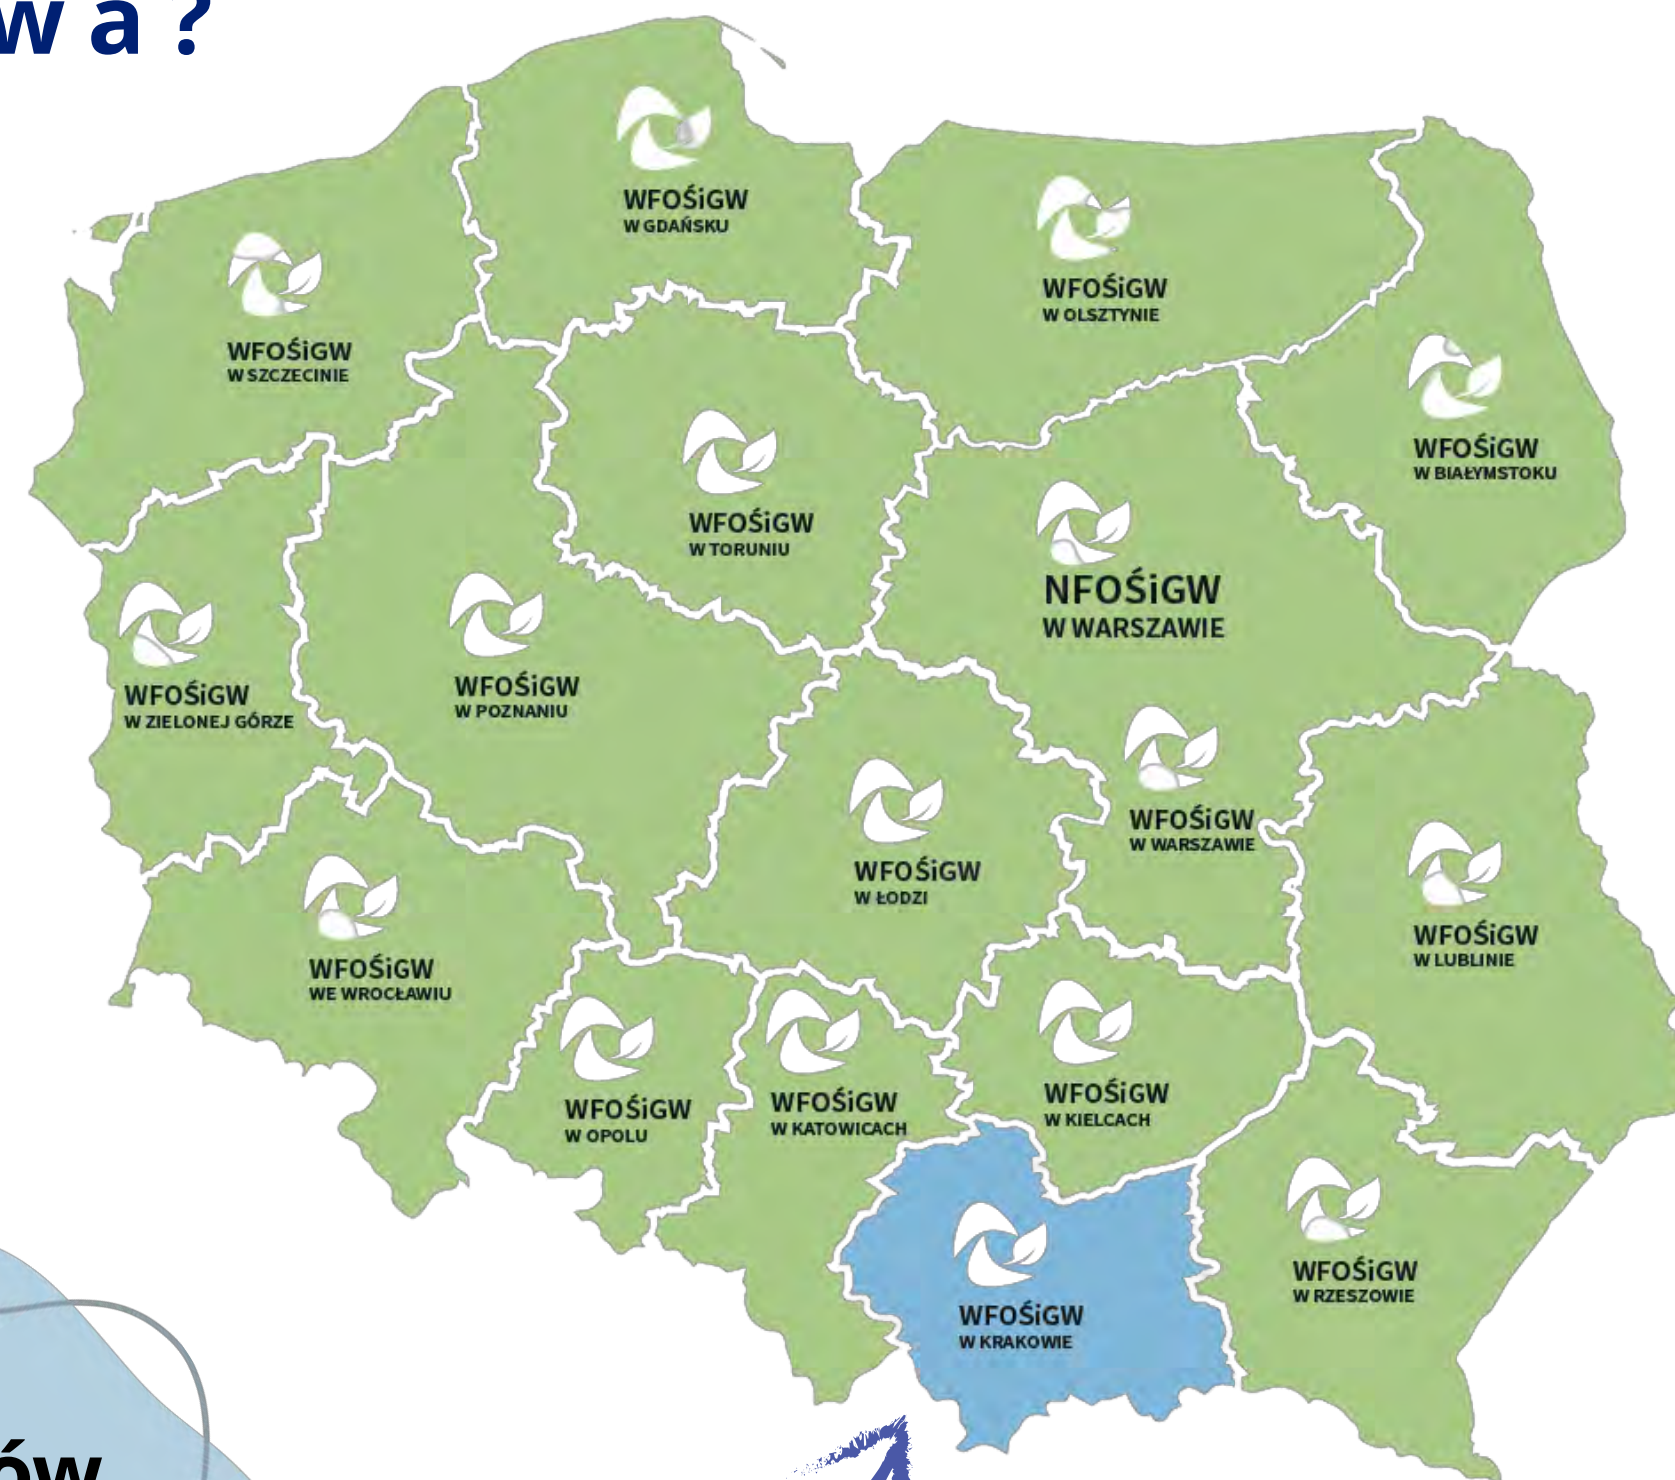 wa?
WFOŚiGW
W GDAŃSKU
WFOŚiGW
W OLSZTYNIE
WFOŚiGW
W SZCZECINIE
WFOŚiGW
W BIAŁYMSTOKU
WFOŚiGW
W TORUNIU
NFOŚiGW
W WARSZAWIE
WFOŚiGW
W ZIELONEJ GÓRZE
WFOŚiGW
W POZNANIU
WFOŚiGW
W WARSZAWIE
WFOŚiGW
W ŁODZI
WFOŚiGW
W LUBLINIE
WFOŚiGW
WE WROCŁAWIU
WFOŚiGW
W OPOLU
WFOŚiGW
W KATOWICACH
WFOŚiGW
W KIELCACH
WFOŚiGW
W RZESZOWIE
WFOŚiGW
W KRAKOWIE
ów